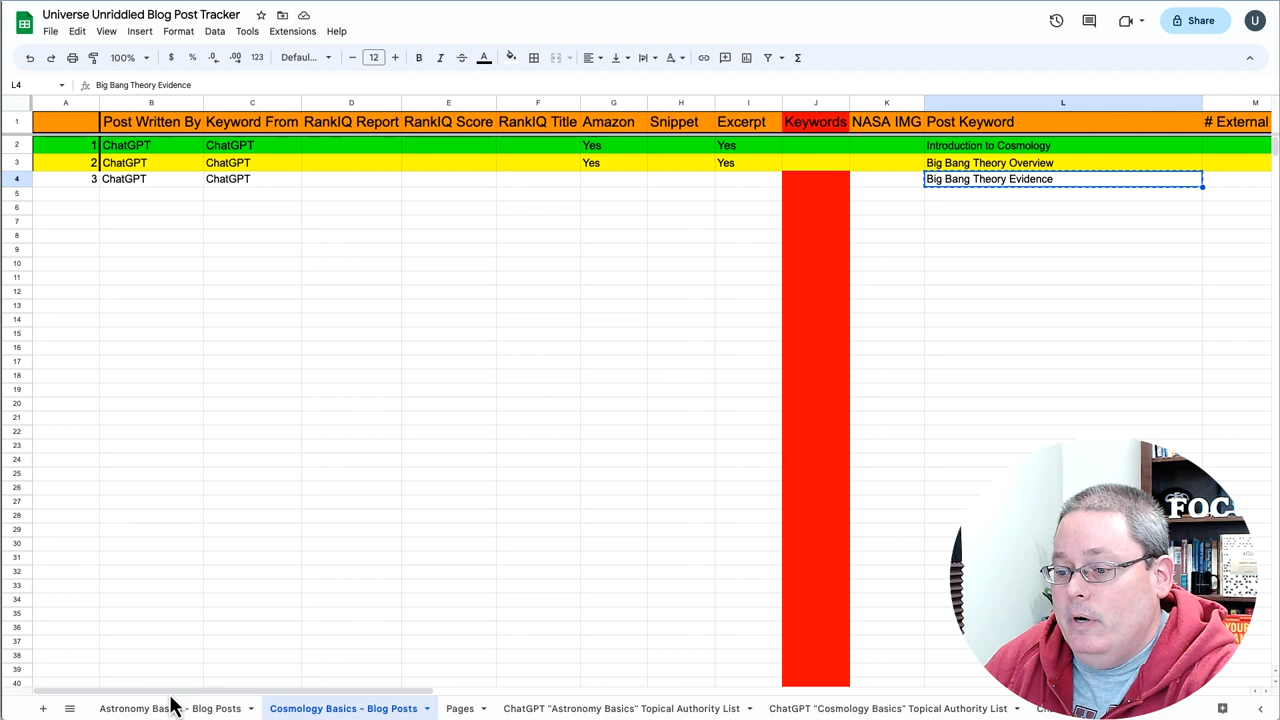 Universe Unriddled Blog Post Tracker
File Edit View Insert Format Data Tools Extensions Help
Share
U
100% $ % .0 .00 123 Defaul... 12 B I A
L4 Big Bang Theory Evidence
A B C D E F G H I J K L M
1 Post Written By Keyword From RankIQ Report RankIQ Score RankIQ Title Amazon Snippet Excerpt Keywords NASA IMG Post Keyword # External
2 1 ChatGPT ChatGPT Yes Yes Introduction to Cosmology
3 2 ChatGPT ChatGPT Yes Yes Big Bang Theory Overview
4 3 ChatGPT ChatGPT Big Bang Theory Evidence
5
6
7
8
9
10
11
12
13
14
15
16
17
18
19
20
21
22
23
24
25
26
27
28
29
30
31
32
33
34
35
36
37
38
39
40
FOC
YOUR
Astronomy Basics - Blog Posts Cosmology Basics - Blog Posts Pages ChatGPT "Astronomy Basics" Topical Authority List ChatGPT "Cosmology Basics" Topical Authority List